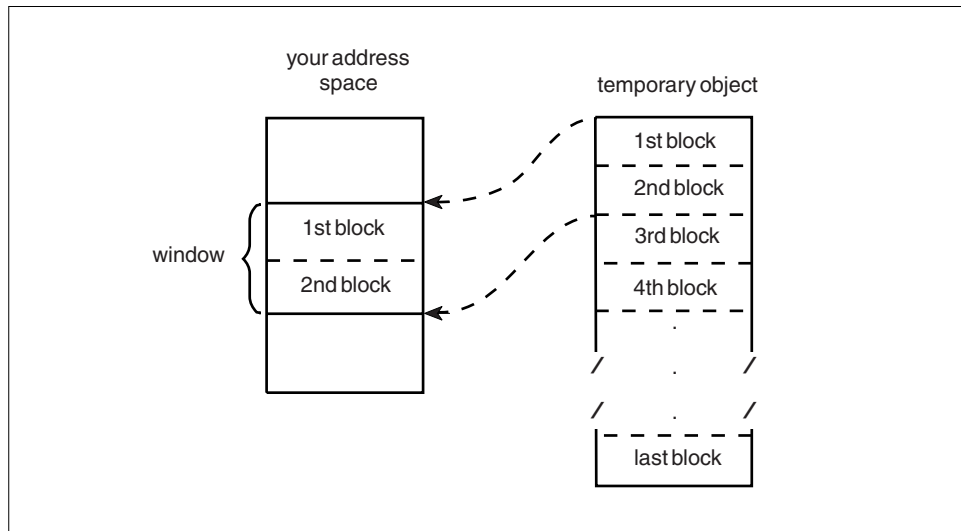 your address
space
temporary object
1st block
2nd block
3rd block
4th block
.
.
.
last block
window
1st block
2nd block